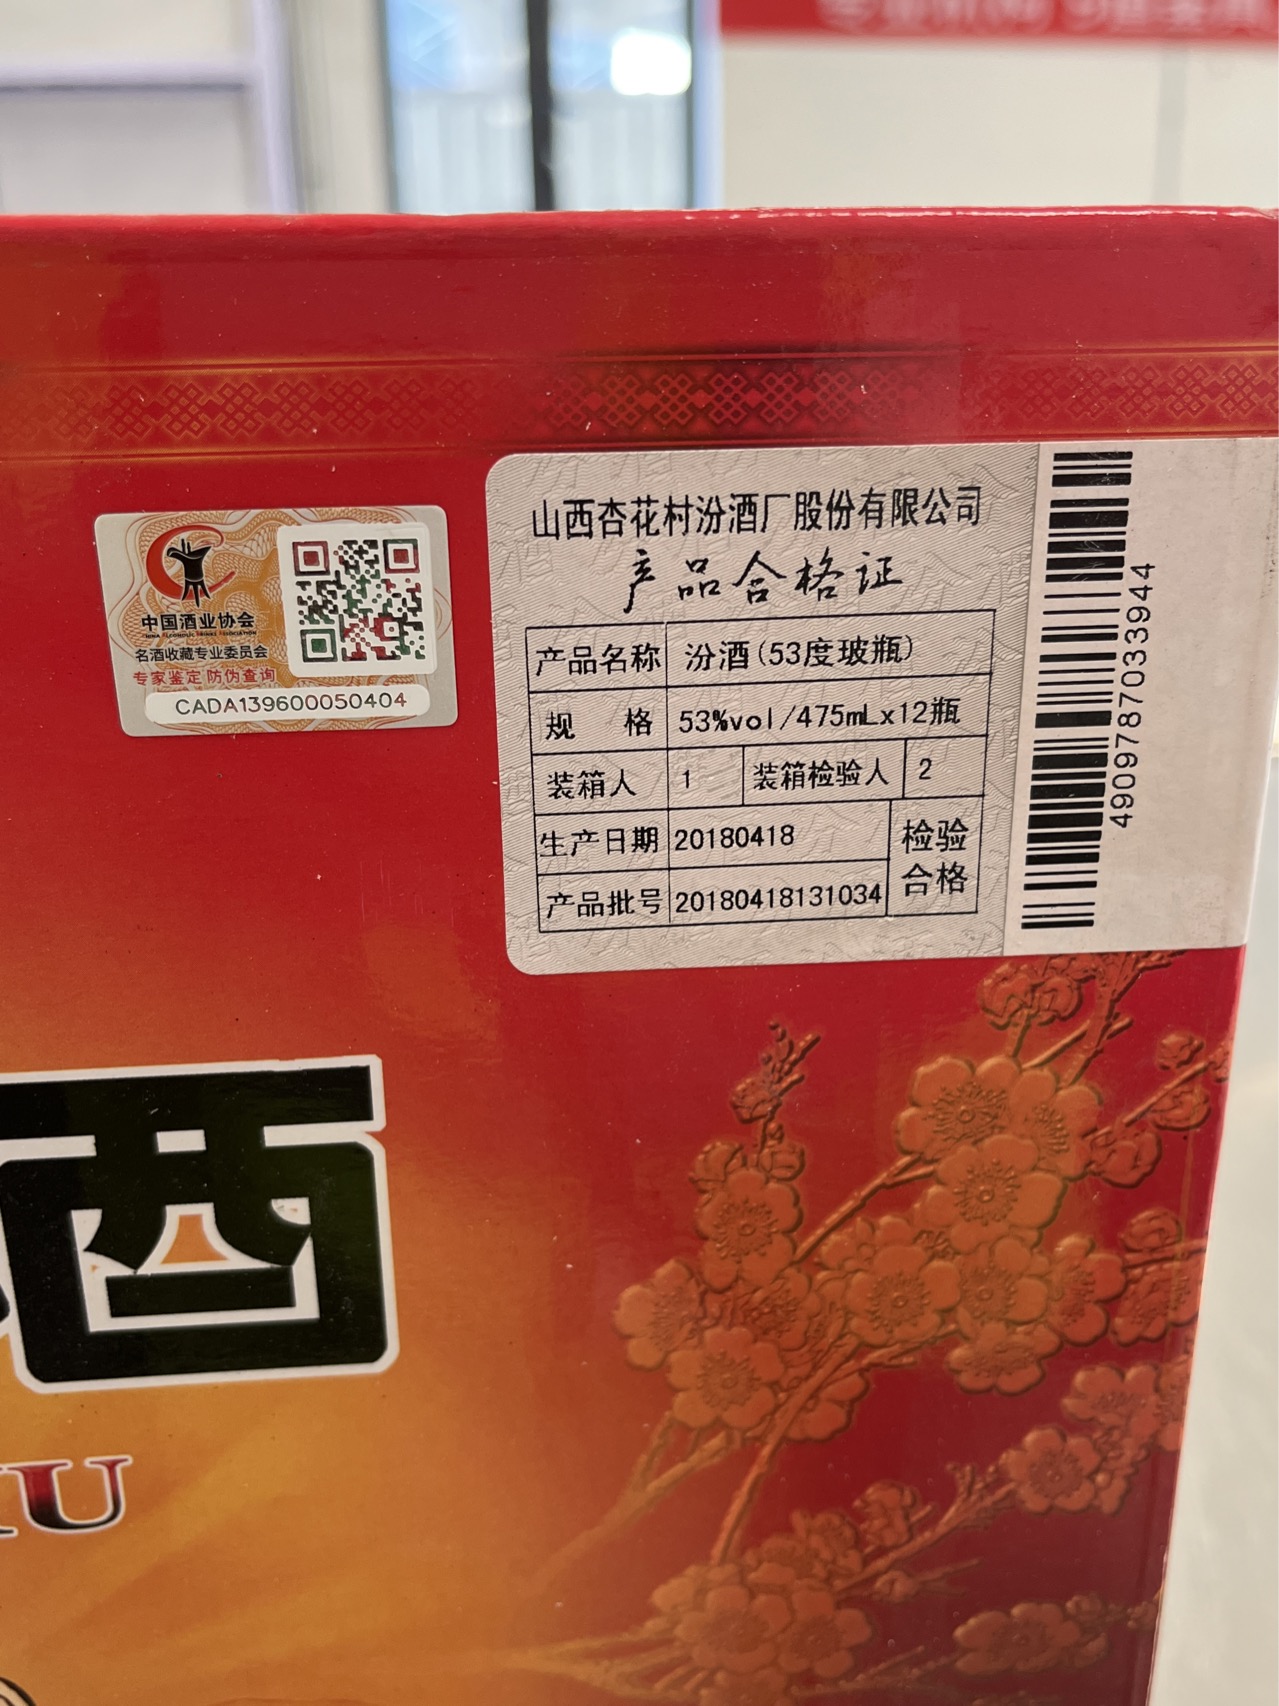 中国酒业协会
CHINA ALCOHOLIC DRINKS ASSOCIATION
名酒收藏专业委员会
专家鉴定 防伪查询
CADA139600050404
山西杏花村汾酒厂股份有限公司
产品合格证
产品名称 汾酒(53度玻瓶)
规 格 53%vol/475mLx12瓶
装箱人 1 装箱检验人 2
生产日期 20180418
产品批号 20180418131034
检验
合格
4909787033944
酒
U